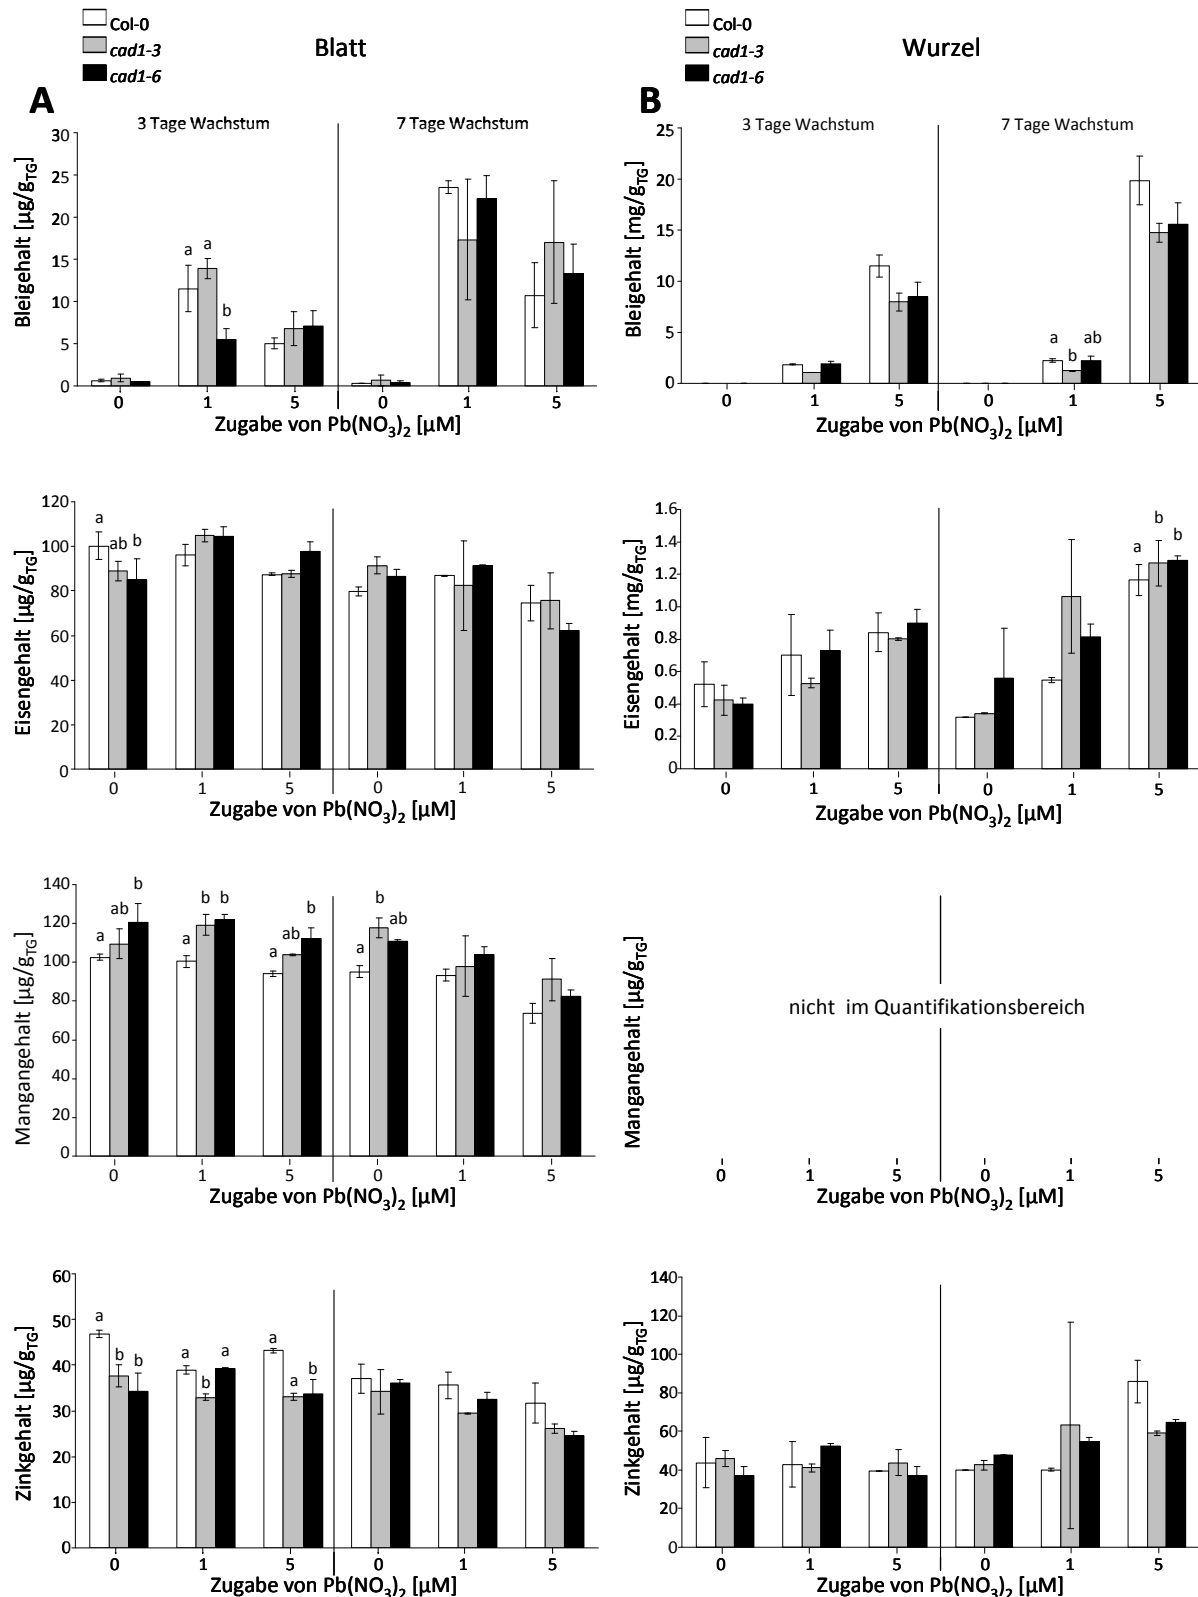 Col-0
cad1-3
cad1-6
Blatt
Col-0
cad1-3
cad1-6
Wurzel
A
3 Tage Wachstum
7 Tage Wachstum
Bleigehalt [µg/gTG]
30
25
20
15
10
5
0
a
a
b
0
1
5
0
1
5
Zugabe von Pb(NO3)2 [µM]
B
3 Tage Wachstum
7 Tage Wachstum
Bleigehalt [mg/gTG]
25
20
15
10
5
0
a
b
ab
0
1
5
0
1
5
Zugabe von Pb(NO3)2 [µM]
Eisengehalt [µg/gTG]
120
100
80
60
40
20
0
a
ab
b
0
1
5
0
1
5
Zugabe von Pb(NO3)2 [µM]
Eisengehalt [mg/gTG]
1.6
1.4
1.2
1.0
0.8
0.6
0.4
0.2
0
a
b
b
0
1
5
0
1
5
Zugabe von Pb(NO3)2 [µM]
Mangangehalt [µg/gTG]
140
120
100
80
60
40
20
0
a
ab
b
a
b
b
a
ab
b
a
b
ab
0
1
5
0
1
5
Zugabe von Pb(NO3)2 [µM]
Mangangehalt [µg/gTG]
nicht im Quantifikationsbereich
0
1
5
0
1
5
Zugabe von Pb(NO3)2 [µM]
Zinkgehalt [µg/gTG]
60
50
40
30
20
10
0
a
b
b
a
b
a
a
a
b
0
1
5
0
1
5
Zugabe von Pb(NO3)2 [µM]
Zinkgehalt [µg/gTG]
140
120
100
80
60
40
20
0
0
1
5
0
1
5
Zugabe von Pb(NO3)2 [µM]